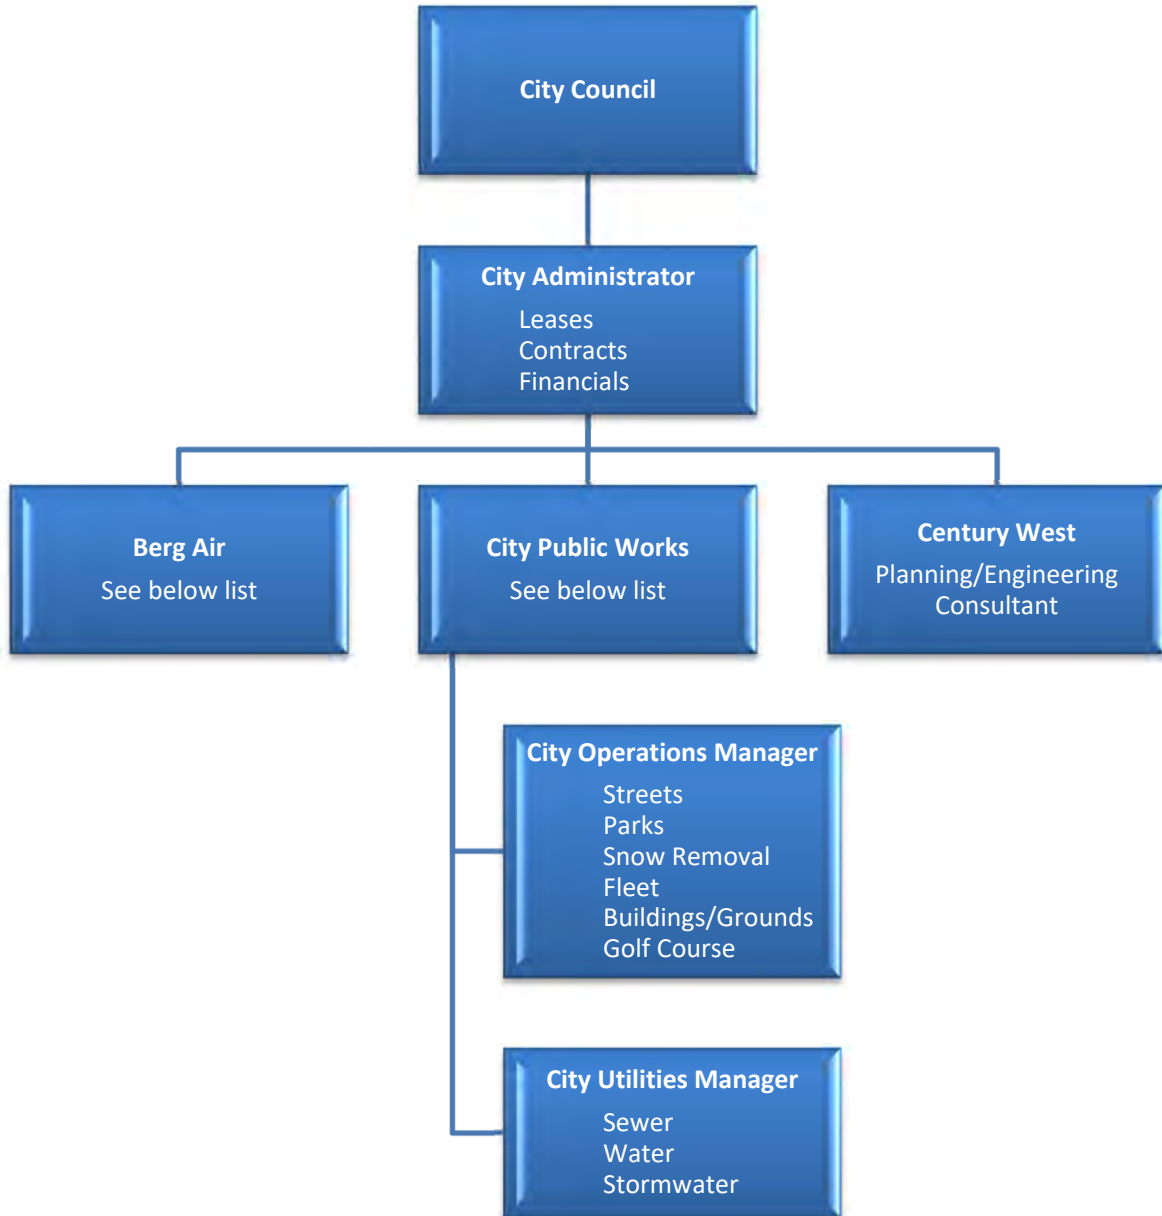 City Council
City Administrator
Leases
Contracts
Financials
Berg Air
See below list
City Public Works
See below list
Century West
Planning/Engineering
Consultant
City Operations Manager
Streets
Parks
Snow Removal
Fleet
Buildings/Grounds
Golf Course
City Utilities Manager
Sewer
Water
Stormwater